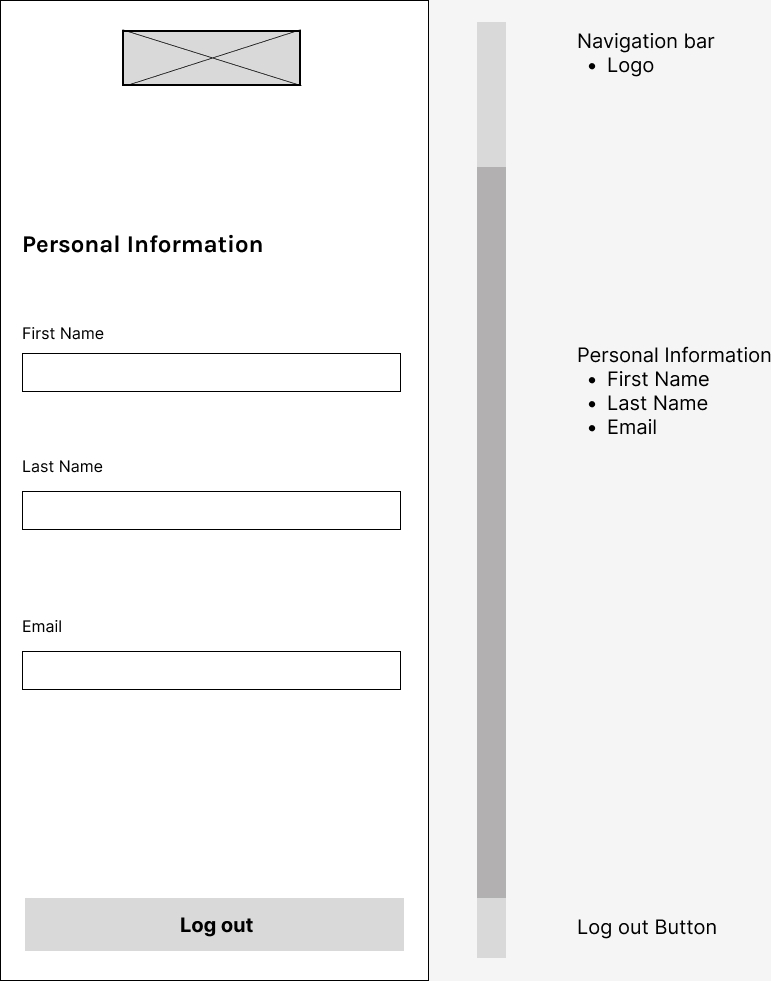 Personal Information
First Name
Last Name
Email
Log out
Navigation bar
• Logo
Personal Information
• First Name
• Last Name
• Email
Log out Button